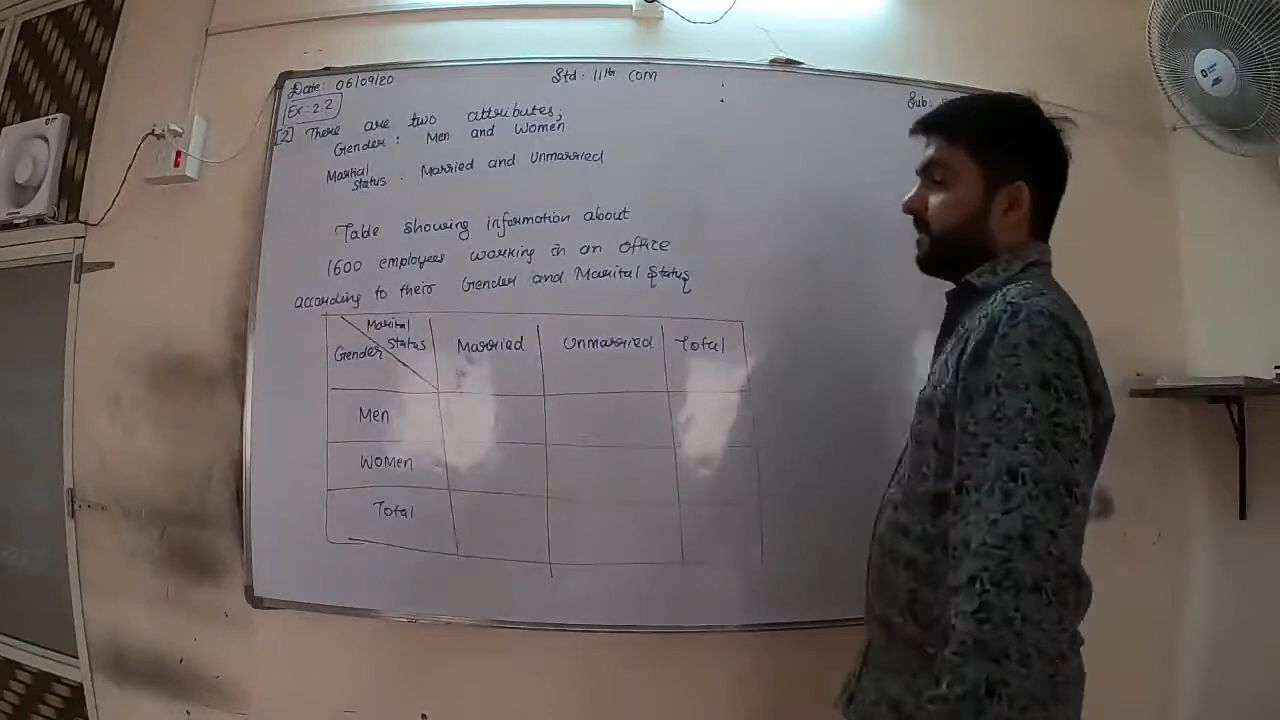 Date: 06/09/20
Std: 11th com
Sub:
Ex: 2.2
[2] There are two attributes;
Gender: Men and Women
Marital status: Married and Unmarried
Table showing information about
1600 employees working in an office
according to their Gender and Marital Status
Marital Status
Gender
Married
Unmarried
Total
Men
Women
Total